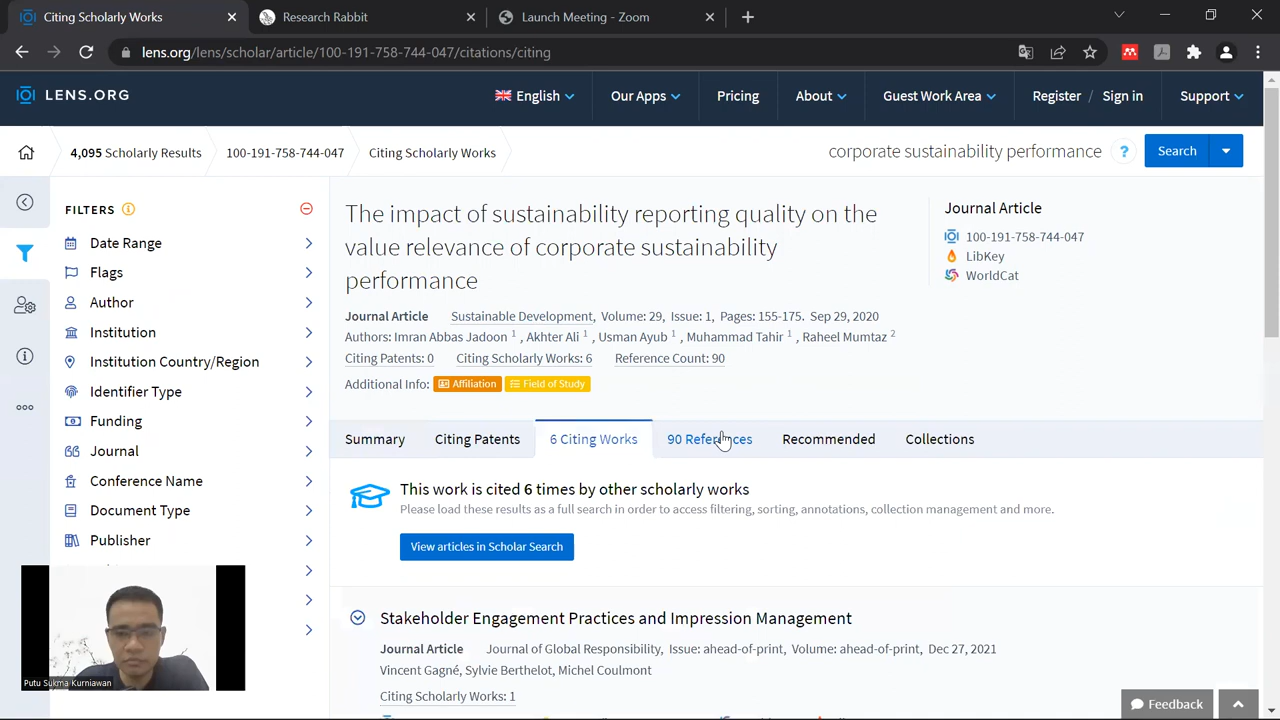 Citing Scholarly Works
Research Rabbit
Launch Meeting - Zoom
lens.org/lens/scholar/article/100-191-758-744-047/citations/citing
LENS.ORG
English
Our Apps
Pricing
About
Guest Work Area
Register / Sign in
Support
4,095 Scholarly Results
100-191-758-744-047
Citing Scholarly Works
corporate sustainability performance
?
Search
FILTERS
Date Range
Flags
Author
Institution
Institution Country/Region
Identifier Type
Funding
Journal
Conference Name
Document Type
Publisher
The impact of sustainability reporting quality on the
value relevance of corporate sustainability
performance
Journal Article Sustainable Development, Volume: 29, Issue: 1, Pages: 155-175. Sep 29, 2020
Authors: Imran Abbas Jadoon 1 , Akhter Ali 1 , Usman Ayub 1 , Muhammad Tahir 1 , Raheel Mumtaz 2
Citing Patents: 0 Citing Scholarly Works: 6 Reference Count: 90
Additional Info: Affiliation Field of Study
Journal Article
100-191-758-744-047
LibKey
WorldCat
Summary
Citing Patents
6 Citing Works
90 References
Recommended
Collections
This work is cited 6 times by other scholarly works
Please load these results as a full search in order to access filtering, sorting, annotations, collection management and more.
View articles in Scholar Search
Stakeholder Engagement Practices and Impression Management
Journal Article Journal of Global Responsibility, Issue: ahead-of-print, Volume: ahead-of-print, Dec 27, 2021
Vincent Gagné, Sylvie Berthelot, Michel Coulmont
Citing Scholarly Works: 1
Putu Sukma Kurniawan
Feedback